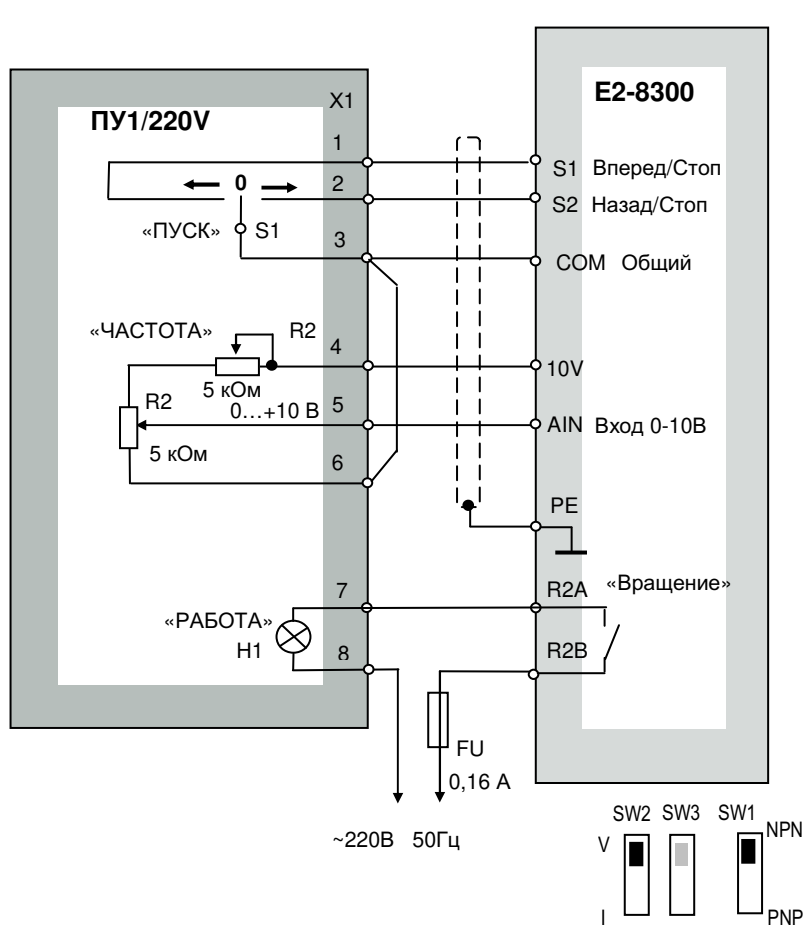 ПУ1/220V
X1
E2-8300
1
S1 Вперед/Стоп
0
2
S2 Назад/Стоп
«ПУСК» S1
3
COM Общий
«ЧАСТОТА» R2
4
10V
5 кОм
R2
0…+10 В
5
AIN Вход 0-10В
5 кОм
6
PE
7
R2A «Вращение»
«РАБОТА»
H1
8
R2B
FU
0,16 А
~220В 50Гц
SW2 SW3 SW1
NPN
V
I
PNP